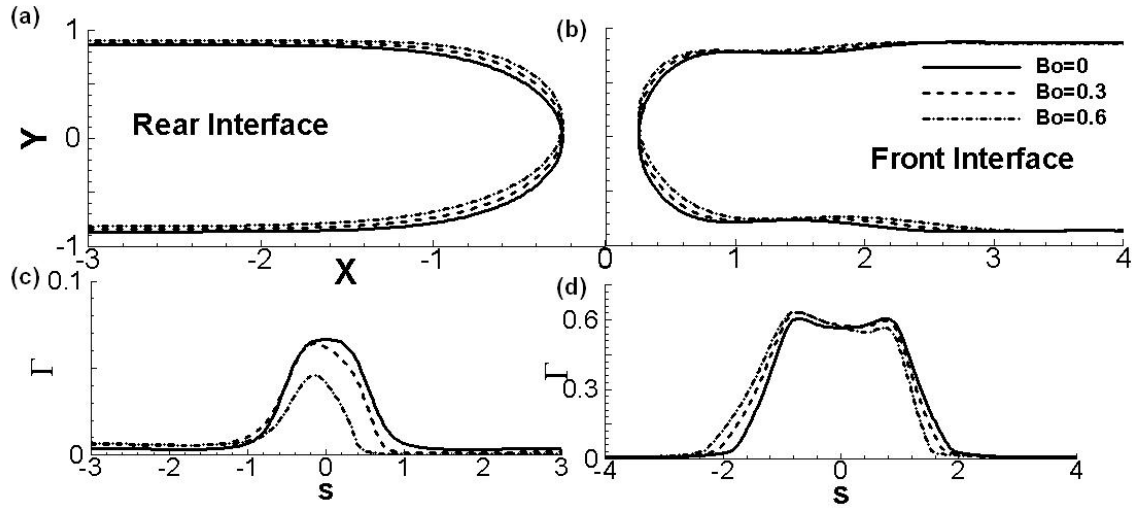 (a)
(b)
1
0
-1
Y
Rear Interface
Front Interface
Bo=0
Bo=0.3
Bo=0.6
-3
-2
-1
0
1
2
3
4
X
(c)
(d)
0.1
0
Γ
-3
-2
-1
0
1
2
3
s
0.6
0.3
0
Γ
-4
-2
0
2
4
s